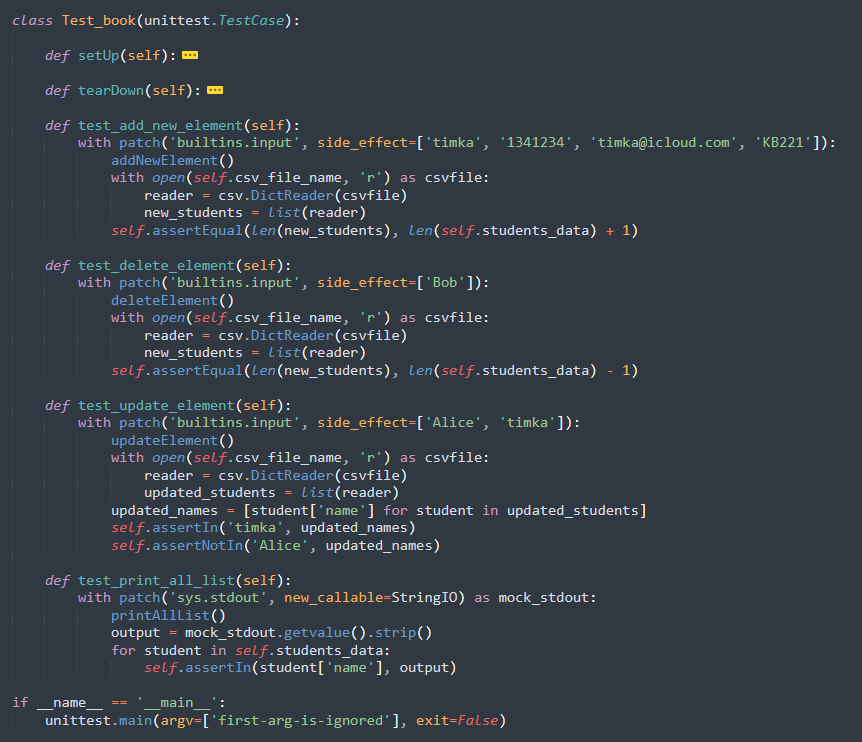 class Test_book(unittest.TestCase):
    def setUp(self): ...
    def tearDown(self): ...
    def test_add_new_element(self):
        with patch('builtins.input', side_effect=['timka', '1341234', 'timka@icloud.com', 'KB221']):
            addNewElement()
            with open(self.csv_file_name, 'r') as csvfile:
                reader = csv.DictReader(csvfile)
                new_students = list(reader)
            self.assertEqual(len(new_students), len(self.students_data) + 1)
    def test_delete_element(self):
        with patch('builtins.input', side_effect=['Bob']):
            deleteElement()
            with open(self.csv_file_name, 'r') as csvfile:
                reader = csv.DictReader(csvfile)
                new_students = list(reader)
            self.assertEqual(len(new_students), len(self.students_data) - 1)
    def test_update_element(self):
        with patch('builtins.input', side_effect=['Alice', 'timka']):
            updateElement()
            with open(self.csv_file_name, 'r') as csvfile:
                reader = csv.DictReader(csvfile)
                updated_students = list(reader)
            updated_names = [student['name'] for student in updated_students]
            self.assertIn('timka', updated_names)
            self.assertNotIn('Alice', updated_names)
    def test_print_all_list(self):
        with patch('sys.stdout', new_callable=StringIO) as mock_stdout:
            printAllList()
            output = mock_stdout.getvalue().strip()
            for student in self.students_data:
                self.assertIn(student['name'], output)
if __name__ == '__main__':
    unittest.main(argv=['first-arg-is-ignored'], exit=False)